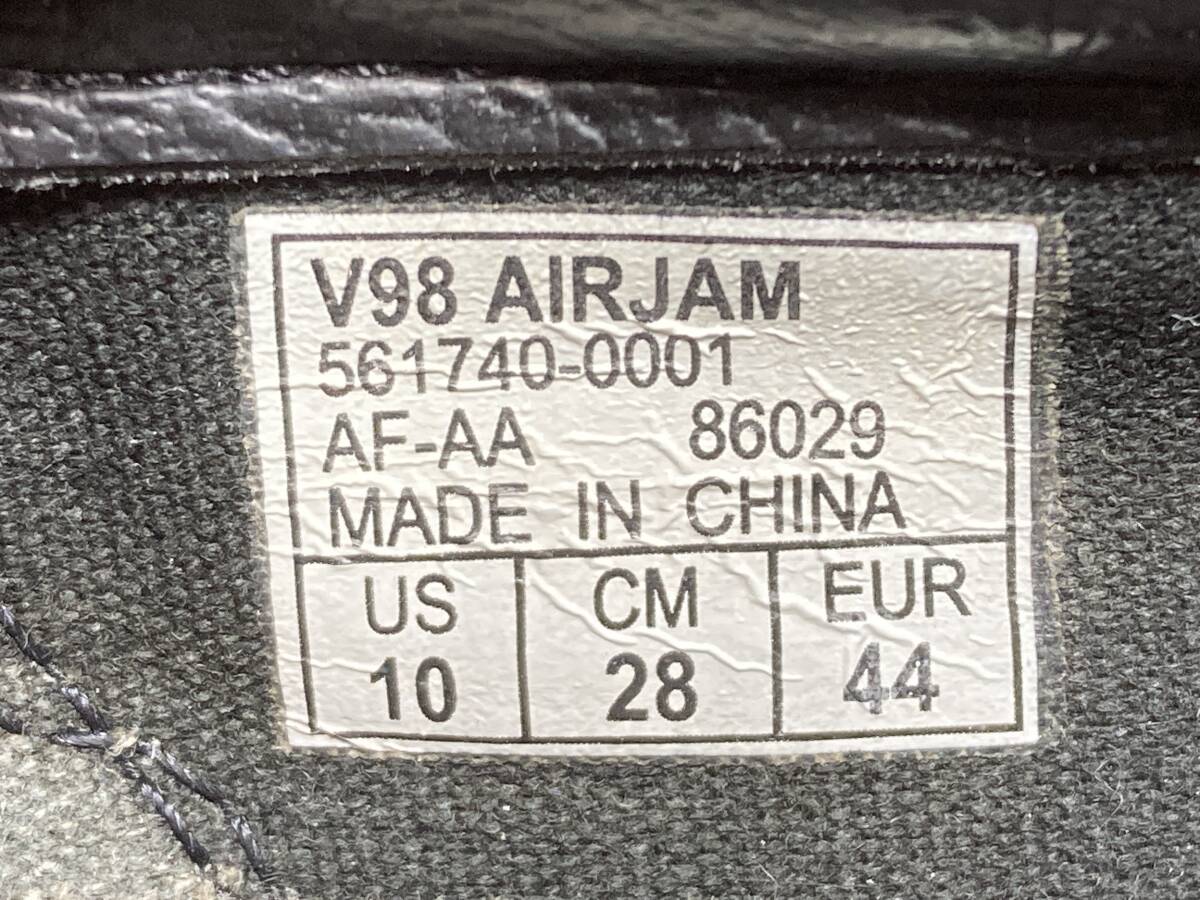 V98 AIRJAM
561740-0001
AF-AA 86029
MADE IN CHINA
US CM EUR
10 28 44